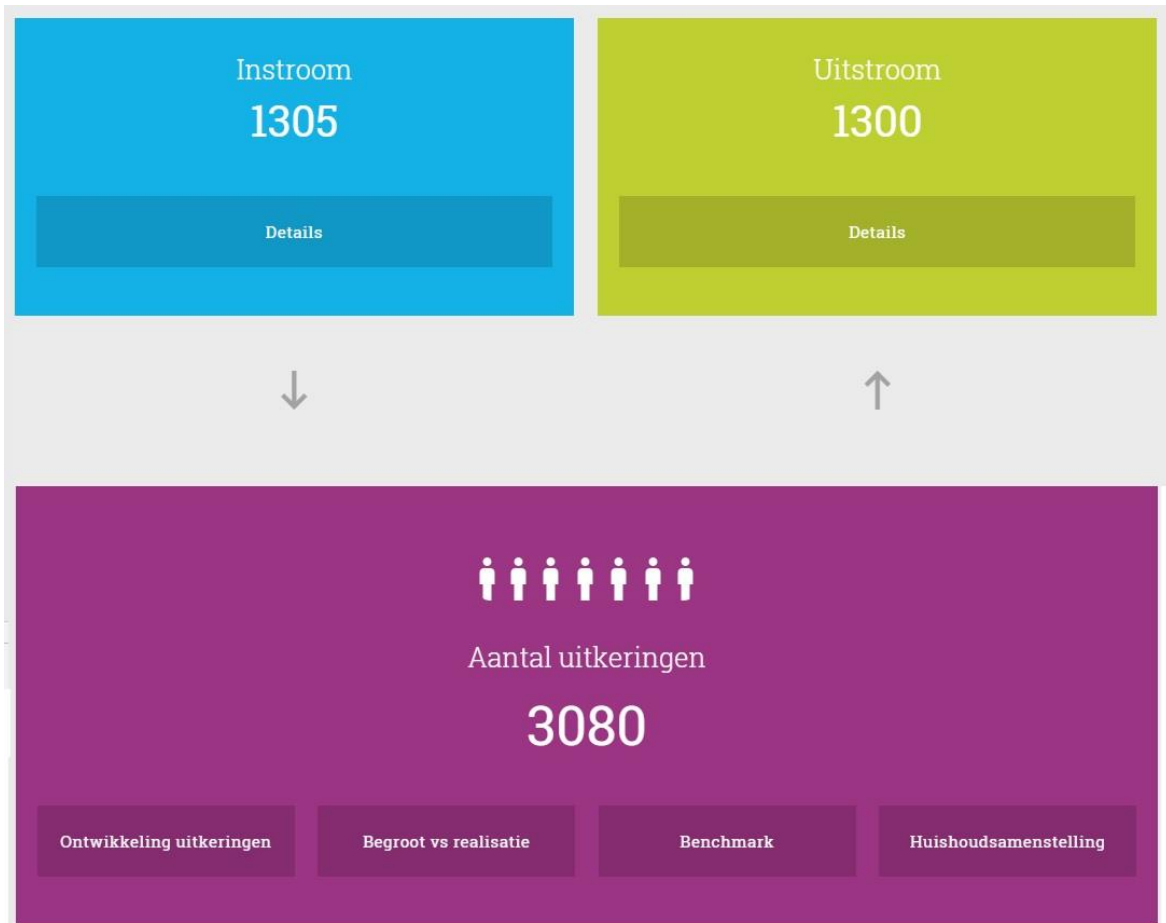 Instroom
1305
Details
Uitstroom
1300
Details
Aantal uitkeringen
3080
Ontwikkeling uitkeringen
Begroot vs realisatie
Benchmark
Huishoudsamenstelling